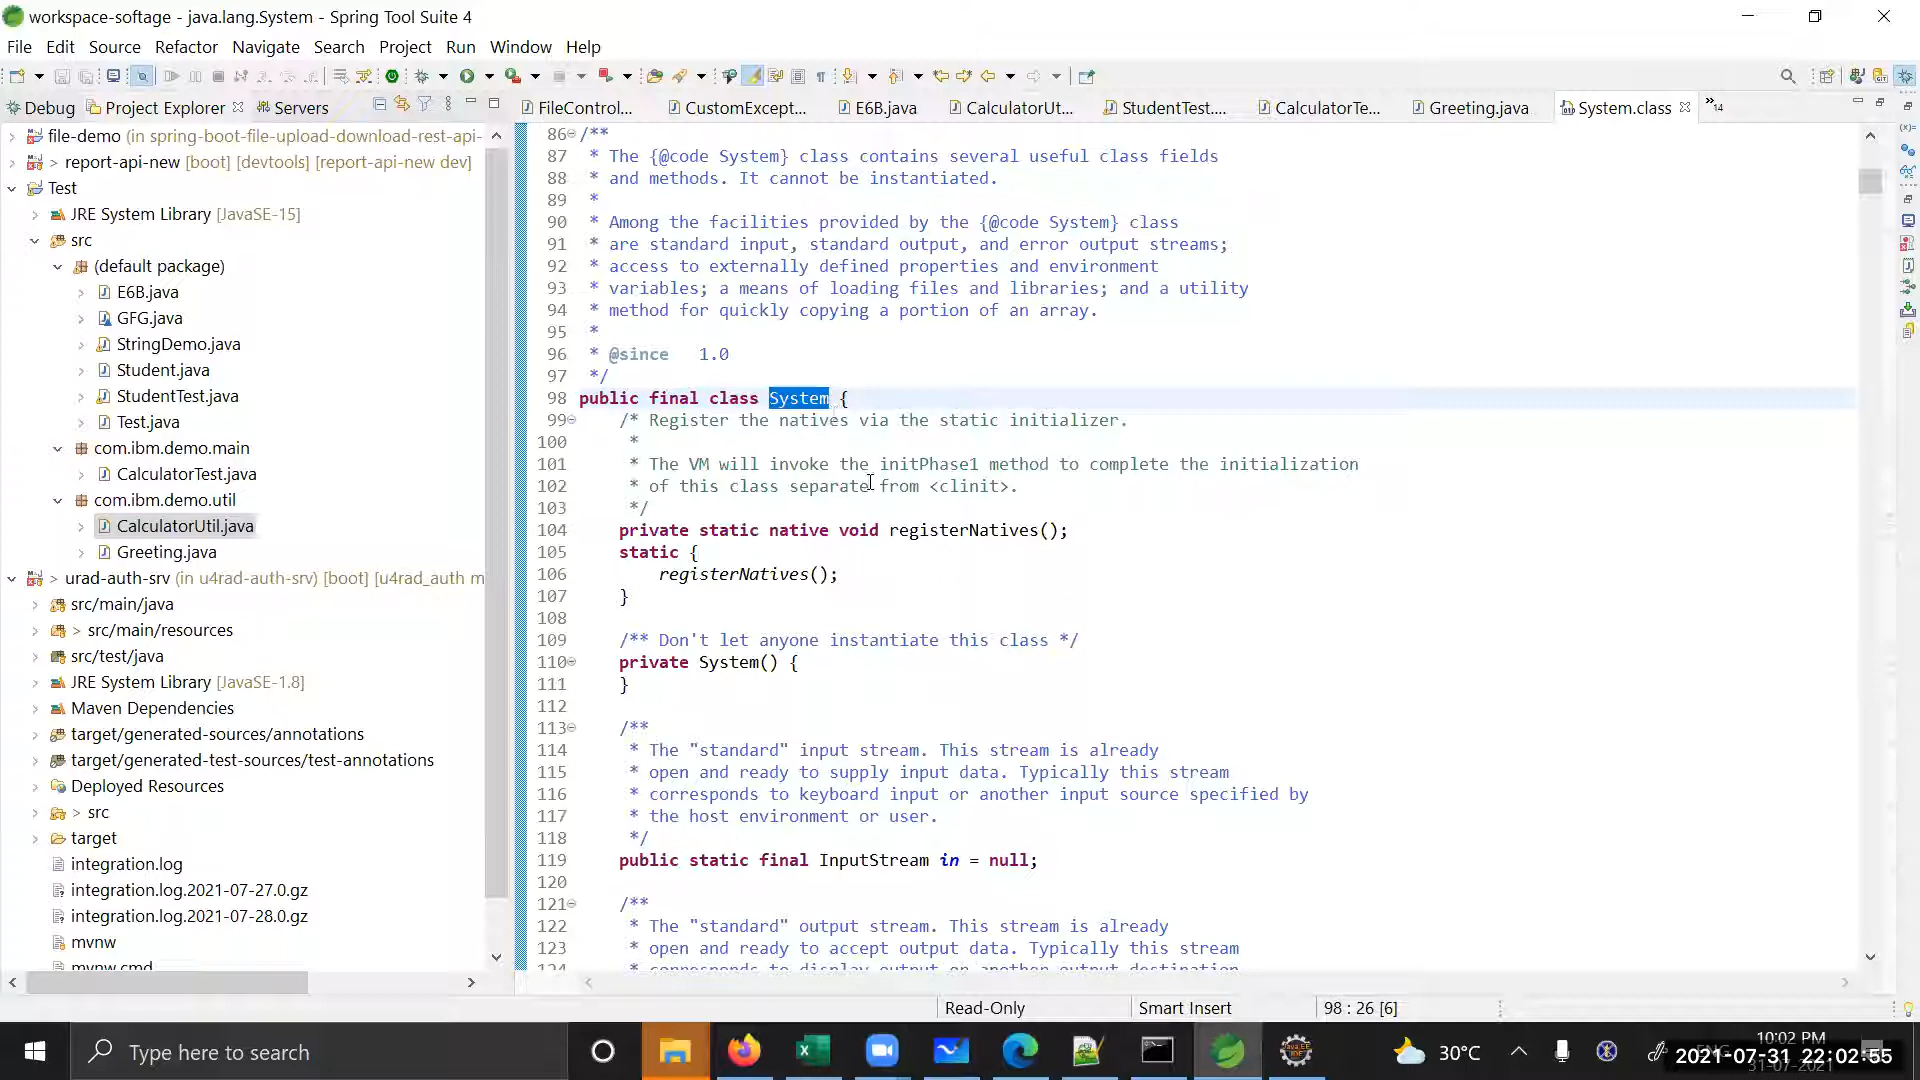 workspace-softage - java.lang.System - Spring Tool Suite 4
File Edit Source Refactor Navigate Search Project Run Window Help
Debug Project Explorer Servers
FileControl... CustomExcept... E6B.java CalculatorUt... StudentTest.... CalculatorTe... Greeting.java System.class »14
file-demo (in spring-boot-file-upload-download-rest-api-
> report-api-new [boot] [devtools] [report-api-new dev]
Test
JRE System Library [JavaSE-15]
src
(default package)
E6B.java
GFG.java
StringDemo.java
Student.java
StudentTest.java
Test.java
com.ibm.demo.main
CalculatorTest.java
com.ibm.demo.util
CalculatorUtil.java
Greeting.java
> urad-auth-srv (in u4rad-auth-srv) [boot] [u4rad_auth m
src/main/java
> src/main/resources
src/test/java
JRE System Library [JavaSE-1.8]
Maven Dependencies
target/generated-sources/annotations
target/generated-test-sources/test-annotations
Deployed Resources
> src
target
integration.log
integration.log.2021-07-27.0.gz
integration.log.2021-07-28.0.gz
mvnw
mvnw.cmd
86 /**
87 * The {@code System} class contains several useful class fields
88 * and methods. It cannot be instantiated.
89 *
90 * Among the facilities provided by the {@code System} class
91 * are standard input, standard output, and error output streams;
92 * access to externally defined properties and environment
93 * variables; a means of loading files and libraries; and a utility
94 * method for quickly copying a portion of an array.
95 *
96 * @since 1.0
97 */
98 public final class System {
99 /* Register the natives via the static initializer.
100 *
101 * The VM will invoke the initPhase1 method to complete the initialization
102 * of this class separate from <clinit>.
103 */
104 private static native void registerNatives();
105 static {
106 registerNatives();
107 }
108
109 /** Don't let anyone instantiate this class */
110 private System() {
111 }
112
113 /**
114 * The "standard" input stream. This stream is already
115 * open and ready to supply input data. Typically this stream
116 * corresponds to keyboard input or another input source specified by
117 * the host environment or user.
118 */
119 public static final InputStream in = null;
120
121 /**
122 * The "standard" output stream. This stream is already
123 * open and ready to accept output data. Typically this stream
124 * corresponds to display output or another output destination
Read-Only Smart Insert 98 : 26 [6]
Type here to search
30°C
10:02 PM
2021-07-31 22:02:55
31-07-2021